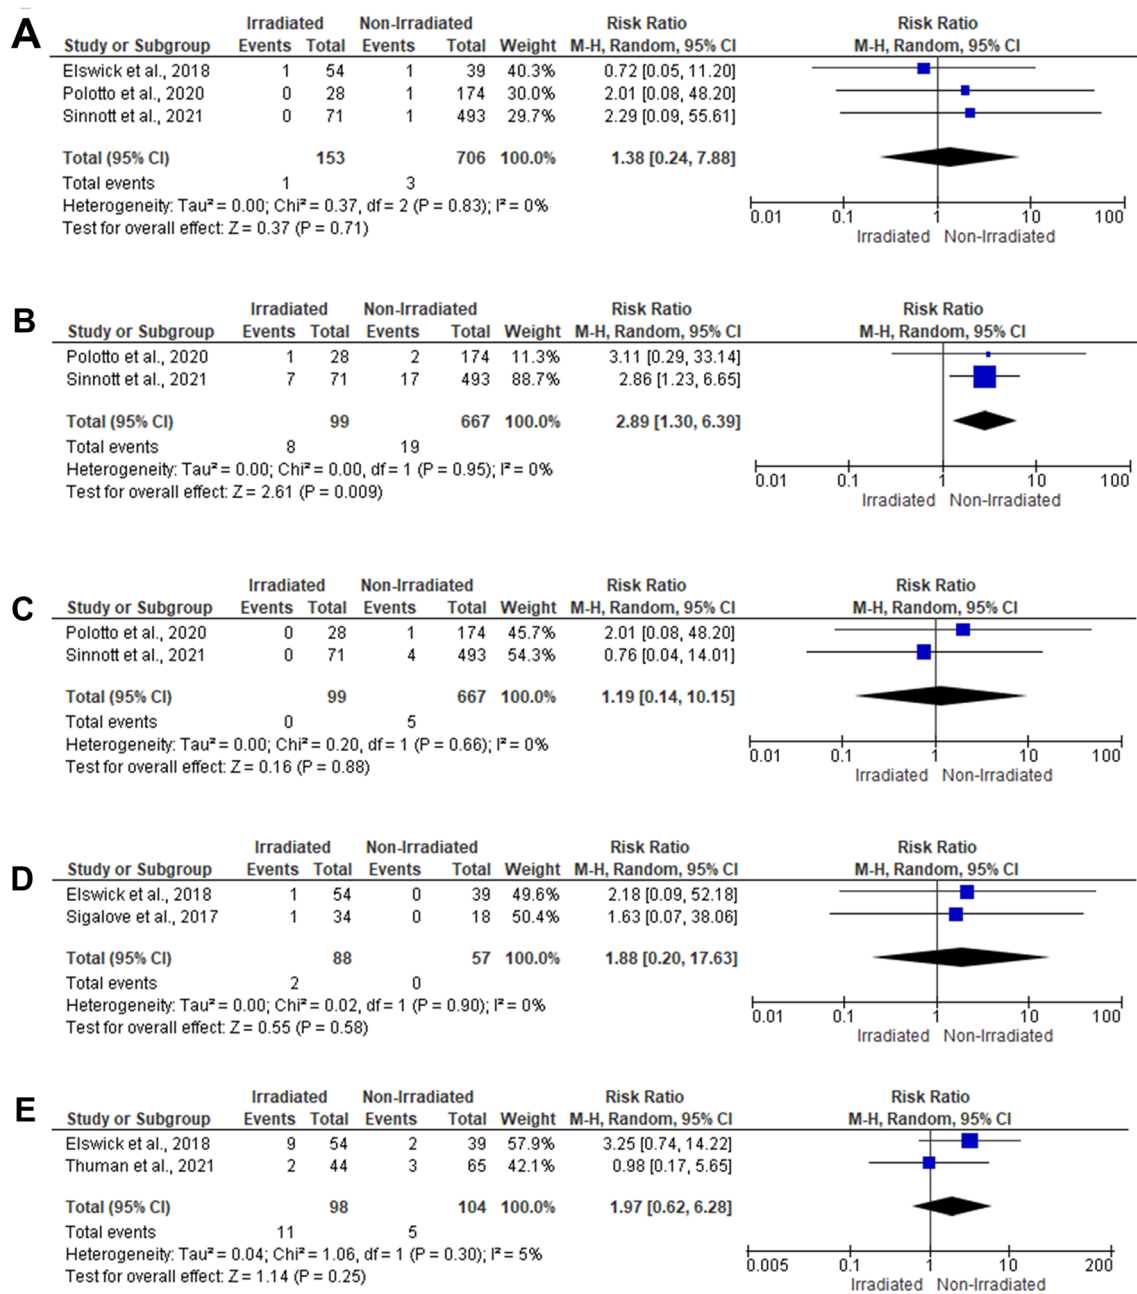 A
Irradiated Non-Irradiated Risk Ratio Risk Ratio
Study or Subgroup Events Total Events Total Weight M-H, Random, 95% CI M-H, Random, 95% CI
Elswick et al., 2018 1 54 1 39 40.3% 0.72 [0.05, 11.20]
Polotto et al., 2020 0 28 1 174 30.0% 2.01 [0.08, 48.20]
Sinnott et al., 2021 0 71 1 493 29.7% 2.29 [0.09, 55.61]
Total (95% CI) 153 706 100.0% 1.38 [0.24, 7.88]
Total events 1 3
Heterogeneity: Tau² = 0.00; Chi² = 0.37, df = 2 (P = 0.83); I² = 0%
Test for overall effect: Z = 0.37 (P = 0.71)
0.01 0.1 1 10 100
Irradiated Non-Irradiated
B
Irradiated Non-Irradiated Risk Ratio Risk Ratio
Study or Subgroup Events Total Events Total Weight M-H, Random, 95% CI M-H, Random, 95% CI
Polotto et al., 2020 1 28 2 174 11.3% 3.11 [0.29, 33.14]
Sinnott et al., 2021 7 71 17 493 88.7% 2.86 [1.23, 6.65]
Total (95% CI) 99 667 100.0% 2.89 [1.30, 6.39]
Total events 8 19
Heterogeneity: Tau² = 0.00; Chi² = 0.00, df = 1 (P = 0.95); I² = 0%
Test for overall effect: Z = 2.61 (P = 0.009)
0.01 0.1 1 10 100
Irradiated Non-Irradiated
C
Irradiated Non-Irradiated Risk Ratio Risk Ratio
Study or Subgroup Events Total Events Total Weight M-H, Random, 95% CI M-H, Random, 95% CI
Polotto et al., 2020 0 28 1 174 45.7% 2.01 [0.08, 48.20]
Sinnott et al., 2021 0 71 4 493 54.3% 0.76 [0.04, 14.01]
Total (95% CI) 99 667 100.0% 1.19 [0.14, 10.15]
Total events 0 5
Heterogeneity: Tau² = 0.00; Chi² = 0.20, df = 1 (P = 0.66); I² = 0%
Test for overall effect: Z = 0.16 (P = 0.88)
0.01 0.1 1 10 100
Irradiated Non-Irradiated
D
Irradiated Non-Irradiated Risk Ratio Risk Ratio
Study or Subgroup Events Total Events Total Weight M-H, Random, 95% CI M-H, Random, 95% CI
Elswick et al., 2018 1 54 0 39 49.6% 2.18 [0.09, 52.18]
Sigalove et al., 2017 1 34 0 18 50.4% 1.63 [0.07, 38.06]
Total (95% CI) 88 57 100.0% 1.88 [0.20, 17.63]
Total events 2 0
Heterogeneity: Tau² = 0.00; Chi² = 0.02, df = 1 (P = 0.90); I² = 0%
Test for overall effect: Z = 0.55 (P = 0.58)
0.01 0.1 1 10 100
Irradiated Non-Irradiated
E
Irradiated Non-Irradiated Risk Ratio Risk Ratio
Study or Subgroup Events Total Events Total Weight M-H, Random, 95% CI M-H, Random, 95% CI
Elswick et al., 2018 9 54 2 39 57.9% 3.25 [0.74, 14.22]
Thuman et al., 2021 2 44 3 65 42.1% 0.98 [0.17, 5.65]
Total (95% CI) 98 104 100.0% 1.97 [0.62, 6.28]
Total events 11 5
Heterogeneity: Tau² = 0.04; Chi² = 1.06, df = 1 (P = 0.30); I² = 5%
Test for overall effect: Z = 1.14 (P = 0.25)
0.005 0.1 1 10 200
Irradiated Non-Irradiated